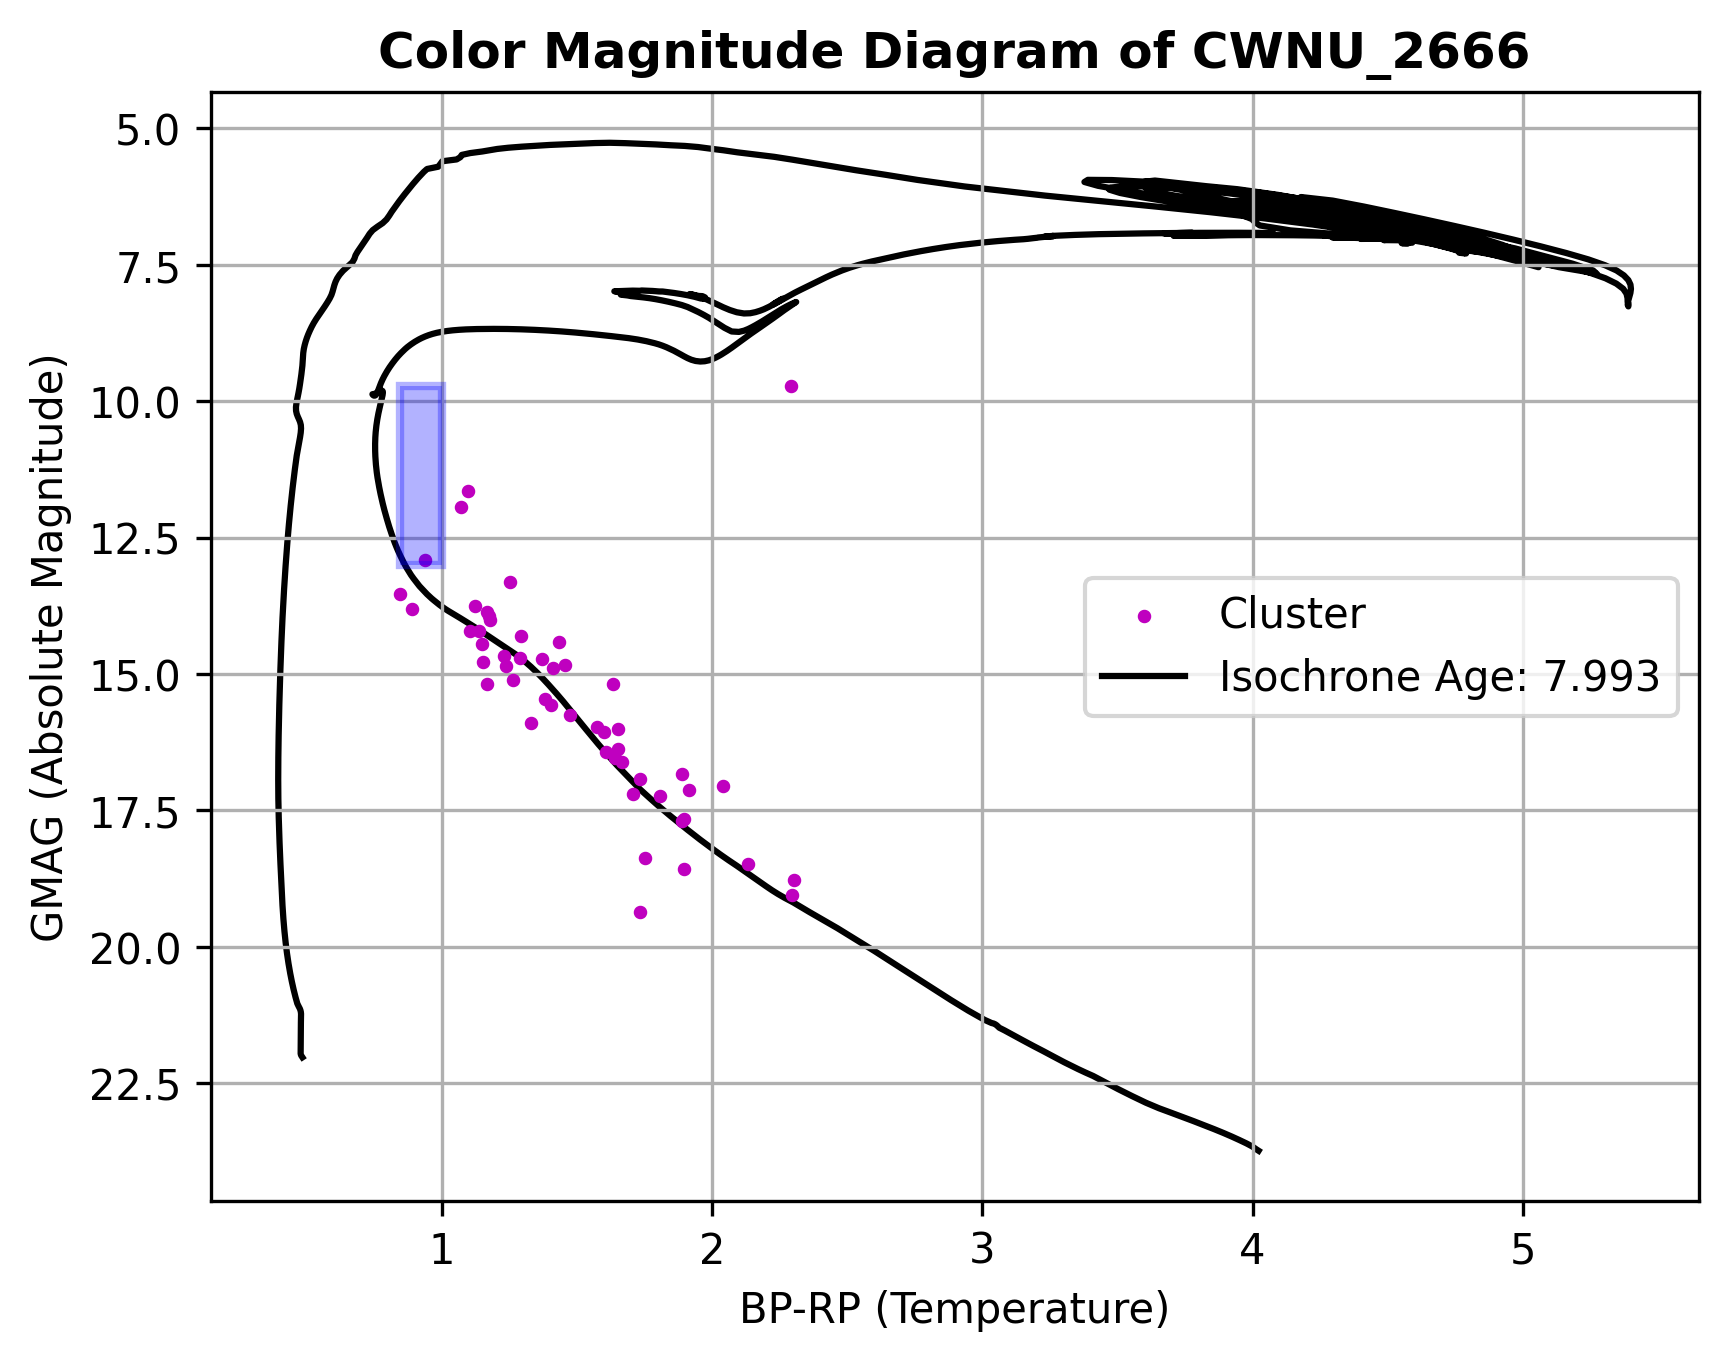 Color Magnitude Diagram of CWNU_2666
GMAG (Absolute Magnitude)
5.0
7.5
10.0
12.5
15.0
17.5
20.0
22.5
Cluster
Isochrone Age: 7.993
1 2 3 4 5
BP-RP (Temperature)